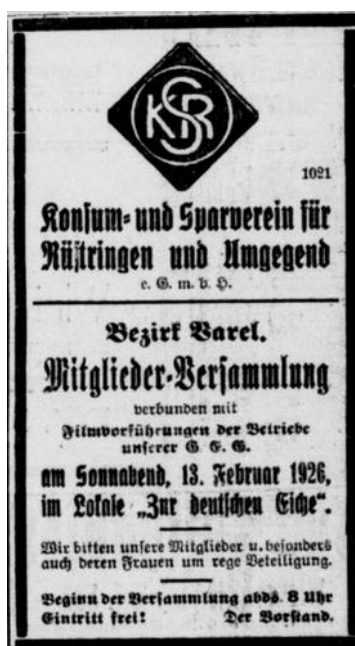 KSR
1021
Konsum- und Sparverein für
Rüstringen und Umgegend
e. G. m. b. H.
Bezirk Varel.
Mitglieder-Versammlung
verbunden mit
Filmvorführungen der Betriebe
unserer G E. G.
am Sonnabend, 13. Februar 1926,
im Lokale „Zur deutschen Eiche“.
Wir bitten unsere Mitglieder u. besonders
auch deren Frauen um rege Beteiligung.
Beginn der Versammlung abds. 8 Uhr
Eintritt frei! Der Vorstand.